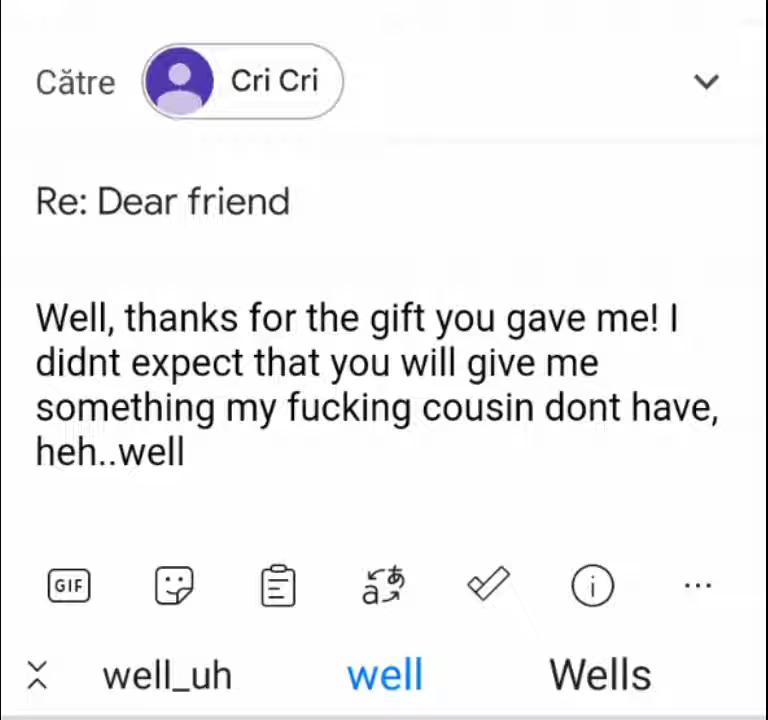 Către Cri Cri
Re: Dear friend
Well, thanks for the gift you gave me! I
didnt expect that you will give me
something my fucking cousin dont have,
heh..well
GIF
well_uh well Wells